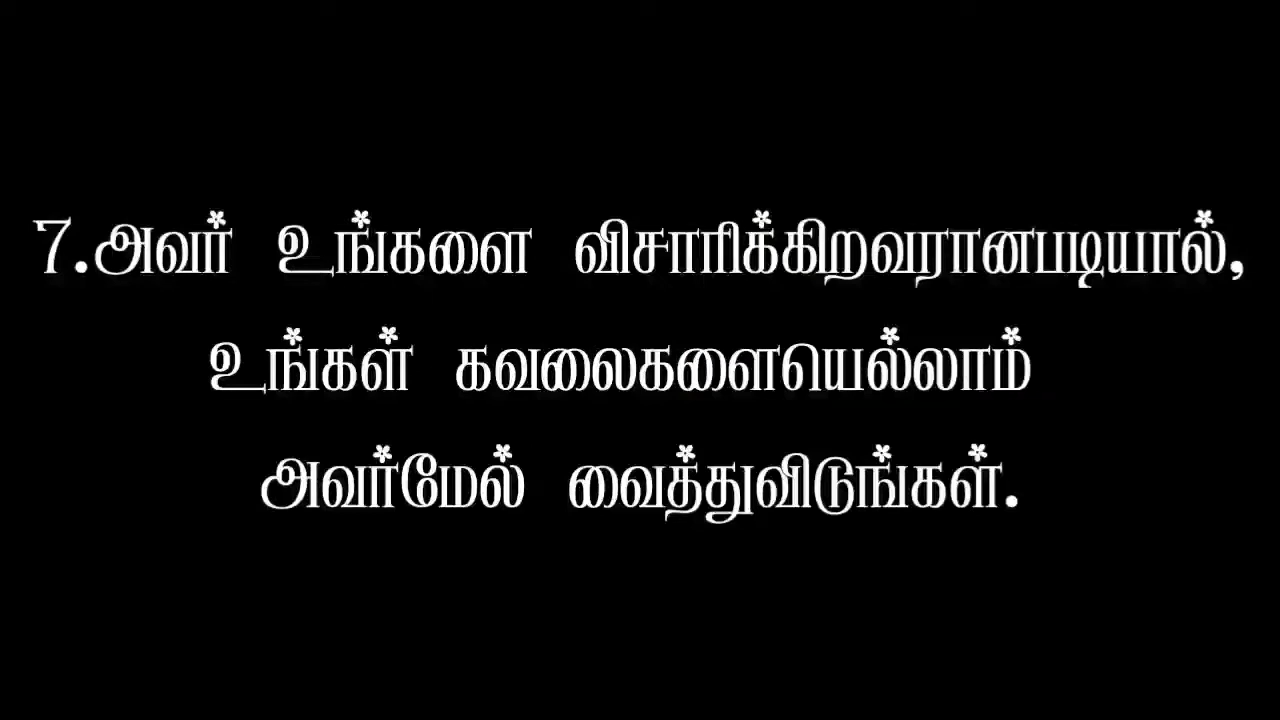 7.அவர் உங்களை விசாரிக்கிறவரானபடியால்,
உங்கள் கவலைகளையெல்லாம்
அவர்மேல் வைத்துவிடுங்கள்.